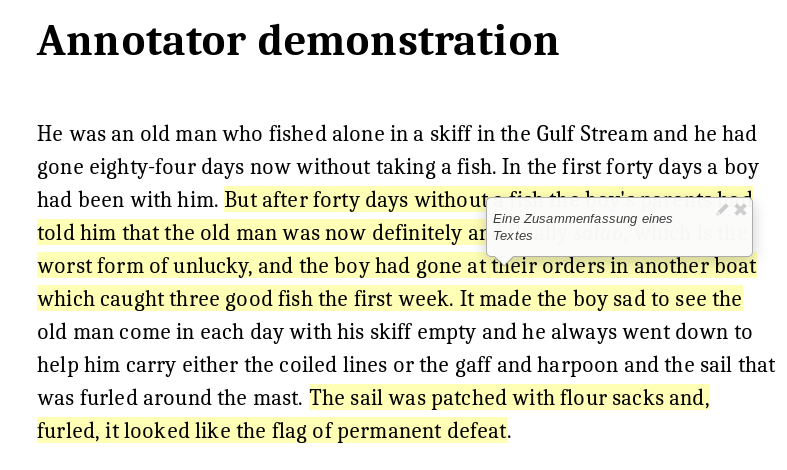 Annotator demonstration
He was an old man who fished alone in a skiff in the Gulf Stream and he had
gone eighty-four days now without taking a fish. In the first forty days a boy
had been with him. But after forty days without a fish the boy's parents had
told him that the old man was now definitely an
Eine Zusammenfassung eines
Textes
worst form of unlucky, and the boy had gone at their orders in another boat
which caught three good fish the first week. It made the boy sad to see the
old man come in each day with his skiff empty and he always went down to
help him carry either the coiled lines or the gaff and harpoon and the sail that
was furled around the mast. The sail was patched with flour sacks and,
furled, it looked like the flag of permanent defeat.